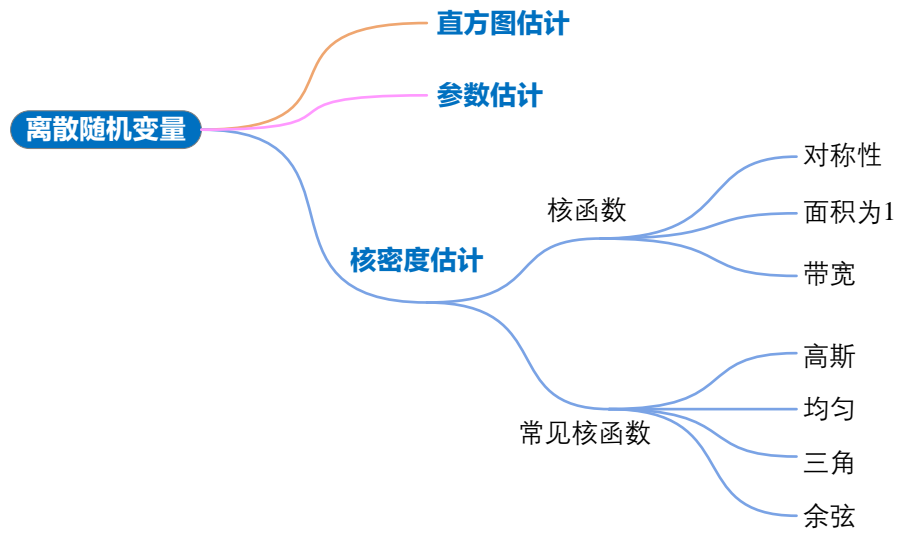 直方图估计
参数估计
离散随机变量
对称性
核函数
面积为1
核密度估计
带宽
高斯
均匀
常见核函数
三角
余弦